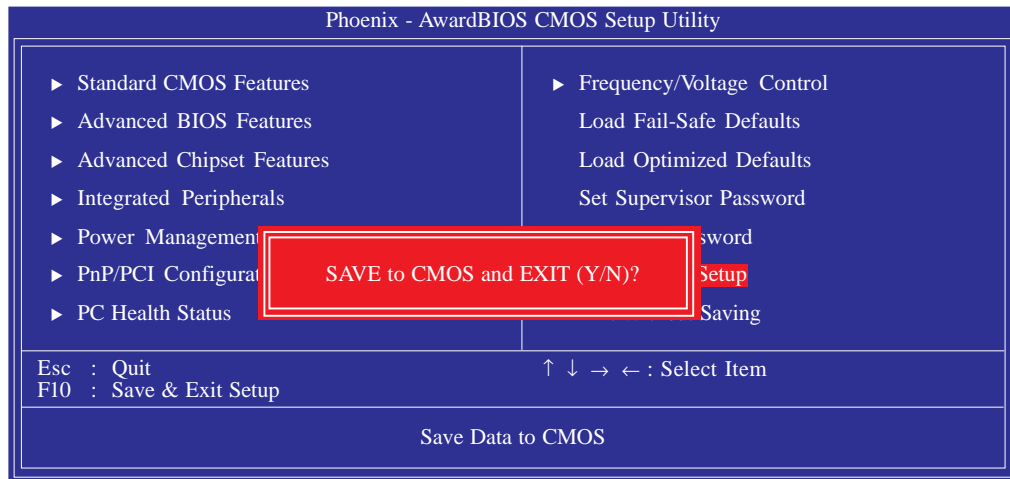 Phoenix - AwardBIOS CMOS Setup Utility
▶ Standard CMOS Features
▶ Advanced BIOS Features
▶ Advanced Chipset Features
▶ Integrated Peripherals
▶ Power Management
▶ PnP/PCI Configurat
▶ PC Health Status
▶ Frequency/Voltage Control
Load Fail-Safe Defaults
Load Optimized Defaults
Set Supervisor Password
sword
Setup
Saving
SAVE to CMOS and EXIT (Y/N)?
Esc : Quit
F10 : Save & Exit Setup
↑ ↓ → ← : Select Item
Save Data to CMOS